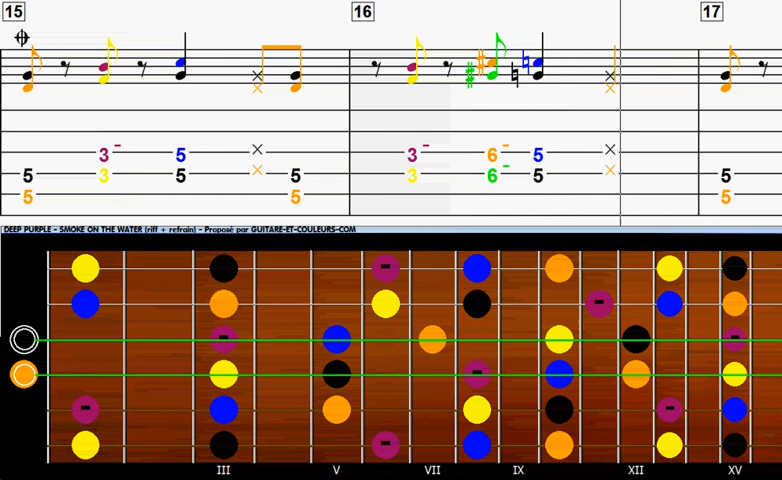 15 16 17
3 5 3 6 5
5 3 5 5 3 6 5 5
5 5 5
DEEP PURPLE - SMOKE ON THE WATER (riff + refrain) - Proposé par GUITARE-ET-COULEURS-COM
III V VII IX XII XV